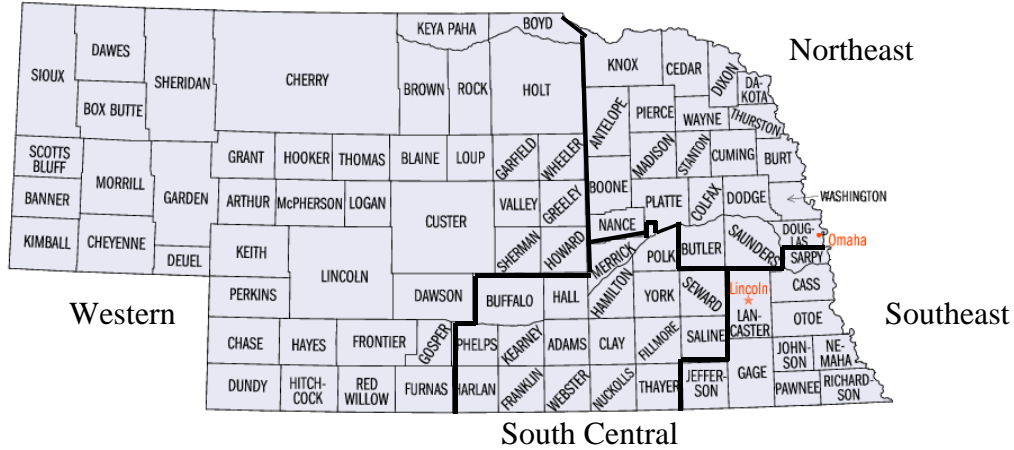 KEYA PAHA
BOYD
Northeast
DAWES
SIOUX
SHERIDAN
CHERRY
BROWN
ROCK
HOLT
KNOX
CEDAR
DIXON
DA-
KOTA
BOX BUTTE
ANTELOPE
PIERCE
WAYNE
THURSTON
SCOTTS
BLUFF
GRANT
HOOKER
THOMAS
BLAINE
LOUP
GARFIELD
WHEELER
MADISON
STANTON
CUMING
BURT
MORRILL
BANNER
GARDEN
ARTHUR
McPHERSON
LOGAN
CUSTER
VALLEY
GREELEY
BOONE
PLATTE
COLFAX
DODGE
WASHINGTON
KIMBALL
CHEYENNE
DEUEL
KEITH
LINCOLN
SHERMAN
HOWARD
NANCE
MERRICK
POLK
BUTLER
SAUNDERS
DOUG-
LAS
Omaha
SARPY
PERKINS
DAWSON
BUFFALO
HALL
HAMILTON
YORK
SEWARD
Lincoln
LAN-
CASTER
CASS
OTOE
Western
Southeast
CHASE
HAYES
FRONTIER
GOSPER
PHELPS
KEARNEY
ADAMS
CLAY
FILLMORE
SALINE
JOHN-
SON
NE-
MAHA
DUNDY
HITCH-
COCK
RED
WILLOW
FURNAS
HARLAN
FRANKLIN
WEBSTER
NUCKOLLS
THAYER
JEFFER-
SON
GAGE
PAWNEE
RICHARD-
SON
South Central